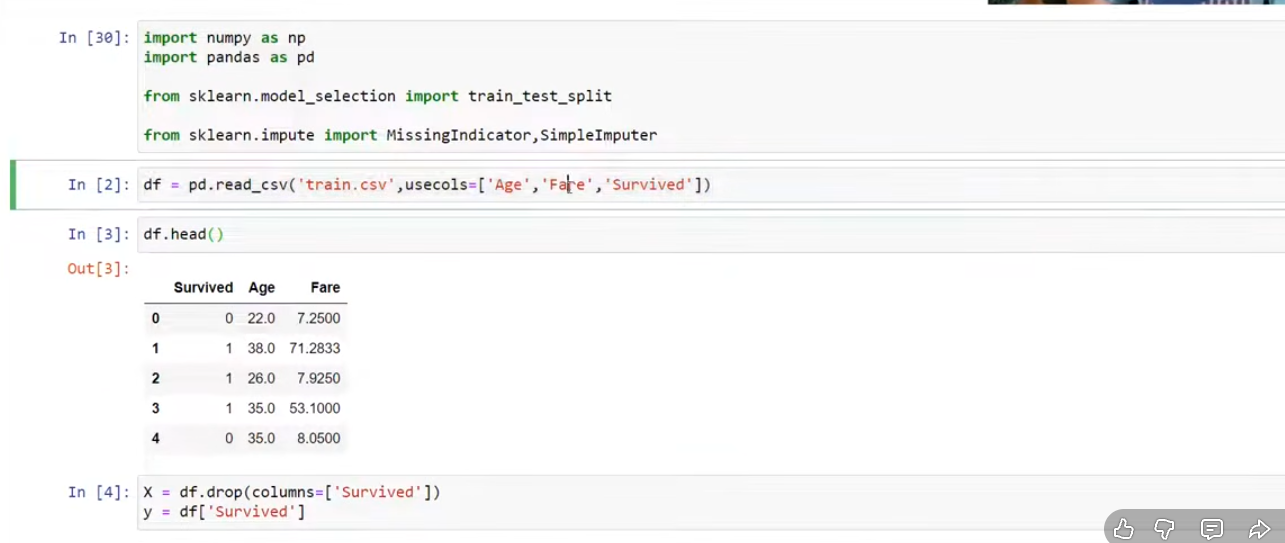 In [30]: import numpy as np
import pandas as pd
from sklearn.model_selection import train_test_split
from sklearn.impute import MissingIndicator,SimpleImputer
In [2]: df = pd.read_csv('train.csv',usecols=['Age','Fare','Survived'])
In [3]: df.head()
Out[3]:
Survived Age Fare
0 0 22.0 7.2500
1 1 38.0 71.2833
2 1 26.0 7.9250
3 1 35.0 53.1000
4 0 35.0 8.0500
In [4]: X = df.drop(columns=['Survived'])
y = df['Survived']